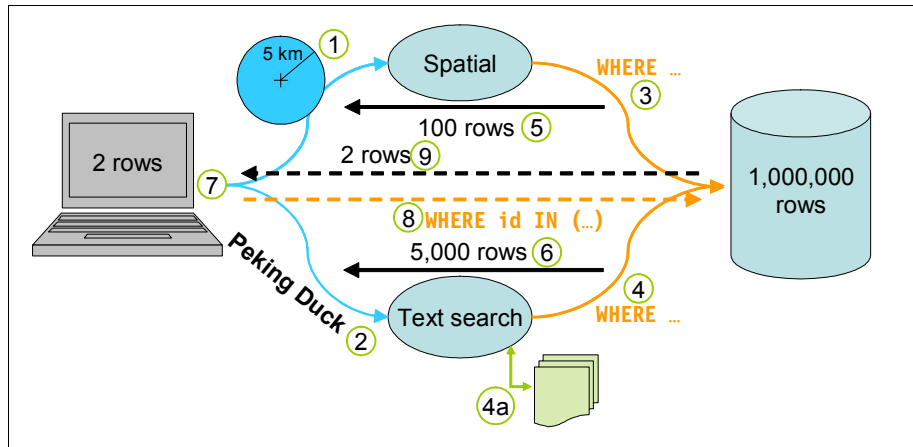 5 km
1
Spatial
WHERE …
3
100 rows 5
2 rows 9
2 rows
7
1,000,000
rows
8 WHERE id IN (…)
5,000 rows 6
Peking Duck 2
Text search
4
WHERE …
4a